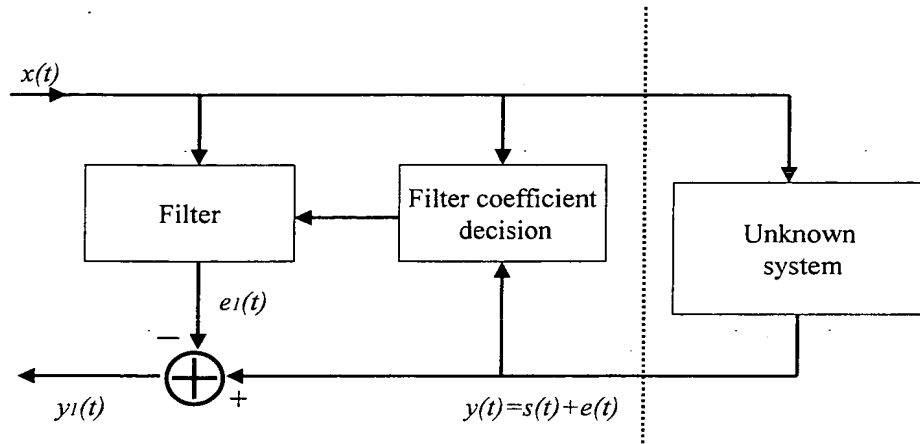 x(t)
Filter
Filter coefficient
decision
Unknown
system
e1(t)
−
+
y1(t)
y(t)=s(t)+e(t)